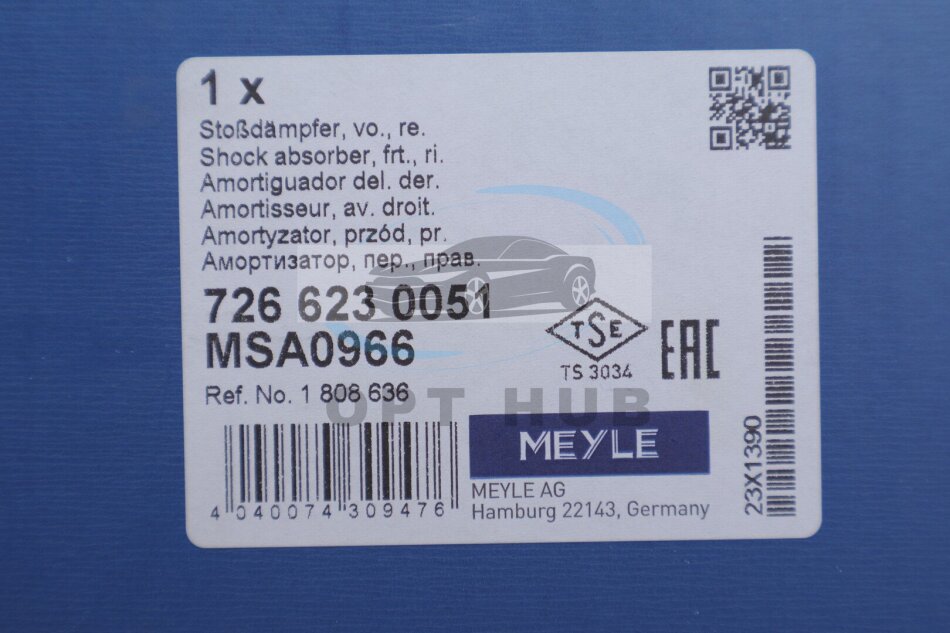 1 x
Stoßdämpfer, vo., re.
Shock absorber, frt., ri.
Amortiguador del. der.
Amortisseur, av. droit.
Amortyzator, przód, pr.
Амортизатор, пер., прав.
726 623 0051
MSA0966
Ref. No. 1 808 636
TSE
TS 3034
EAC
OPT HUB
MEYLE
MEYLE AG
Hamburg 22143, Germany
4 040074 309476
23X1390